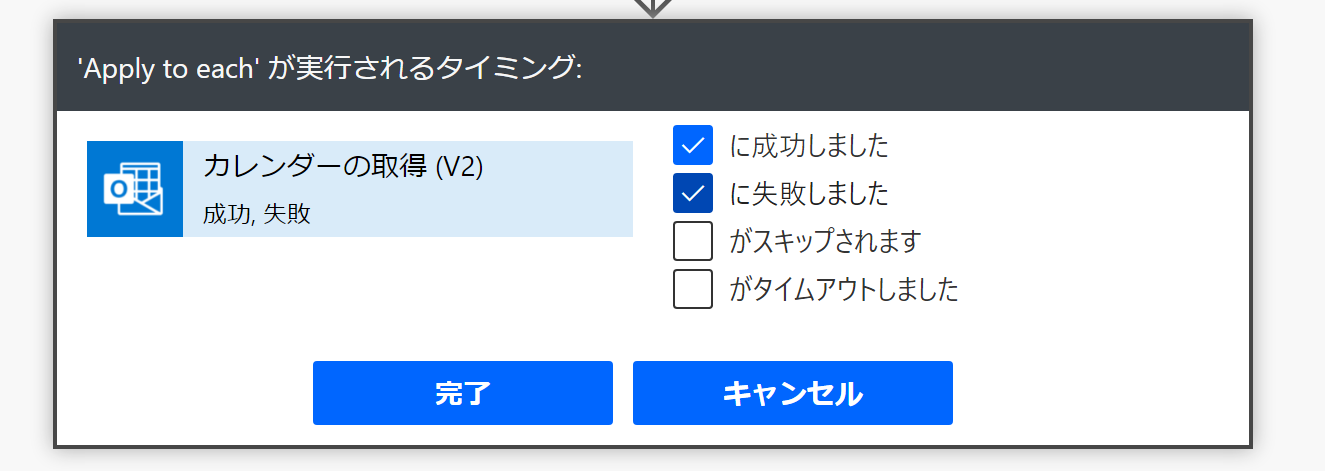 'Apply to each' が実行されるタイミング:
カレンダーの取得 (V2)
成功, 失敗
に成功しました
に失敗しました
がスキップされます
がタイムアウトしました
完了
キャンセル